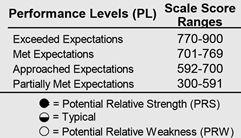 Performance Levels (PL) Scale Score Ranges
Exceeded Expectations 770-900
Met Expectations 701-769
Approached Expectations 592-700
Partially Met Expectations 300-591
● = Potential Relative Strength (PRS)
◒ = Typical
○ = Potential Relative Weakness (PRW)